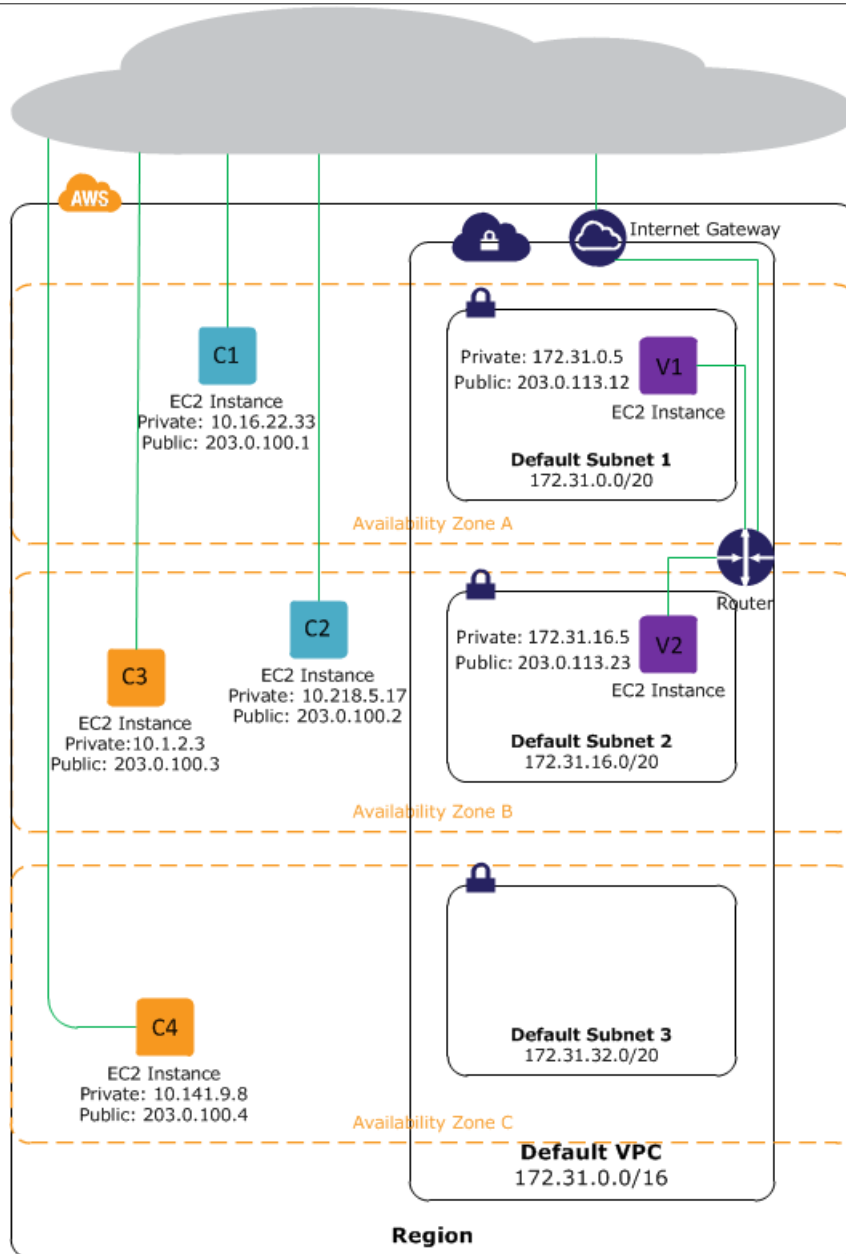 AWS
Internet Gateway
C1
EC2 Instance
Private: 10.16.22.33
Public: 203.0.100.1
Private: 172.31.0.5
Public: 203.0.113.12
V1
EC2 Instance
Default Subnet 1
172.31.0.0/20
Availability Zone A
Router
C2
EC2 Instance
Private: 10.218.5.17
Public: 203.0.100.2
C3
EC2 Instance
Private:10.1.2.3
Public: 203.0.100.3
Private: 172.31.16.5
Public: 203.0.113.23
V2
EC2 Instance
Default Subnet 2
172.31.16.0/20
Availability Zone B
C4
EC2 Instance
Private: 10.141.9.8
Public: 203.0.100.4
Default Subnet 3
172.31.32.0/20
Availability Zone C
Default VPC
172.31.0.0/16
Region